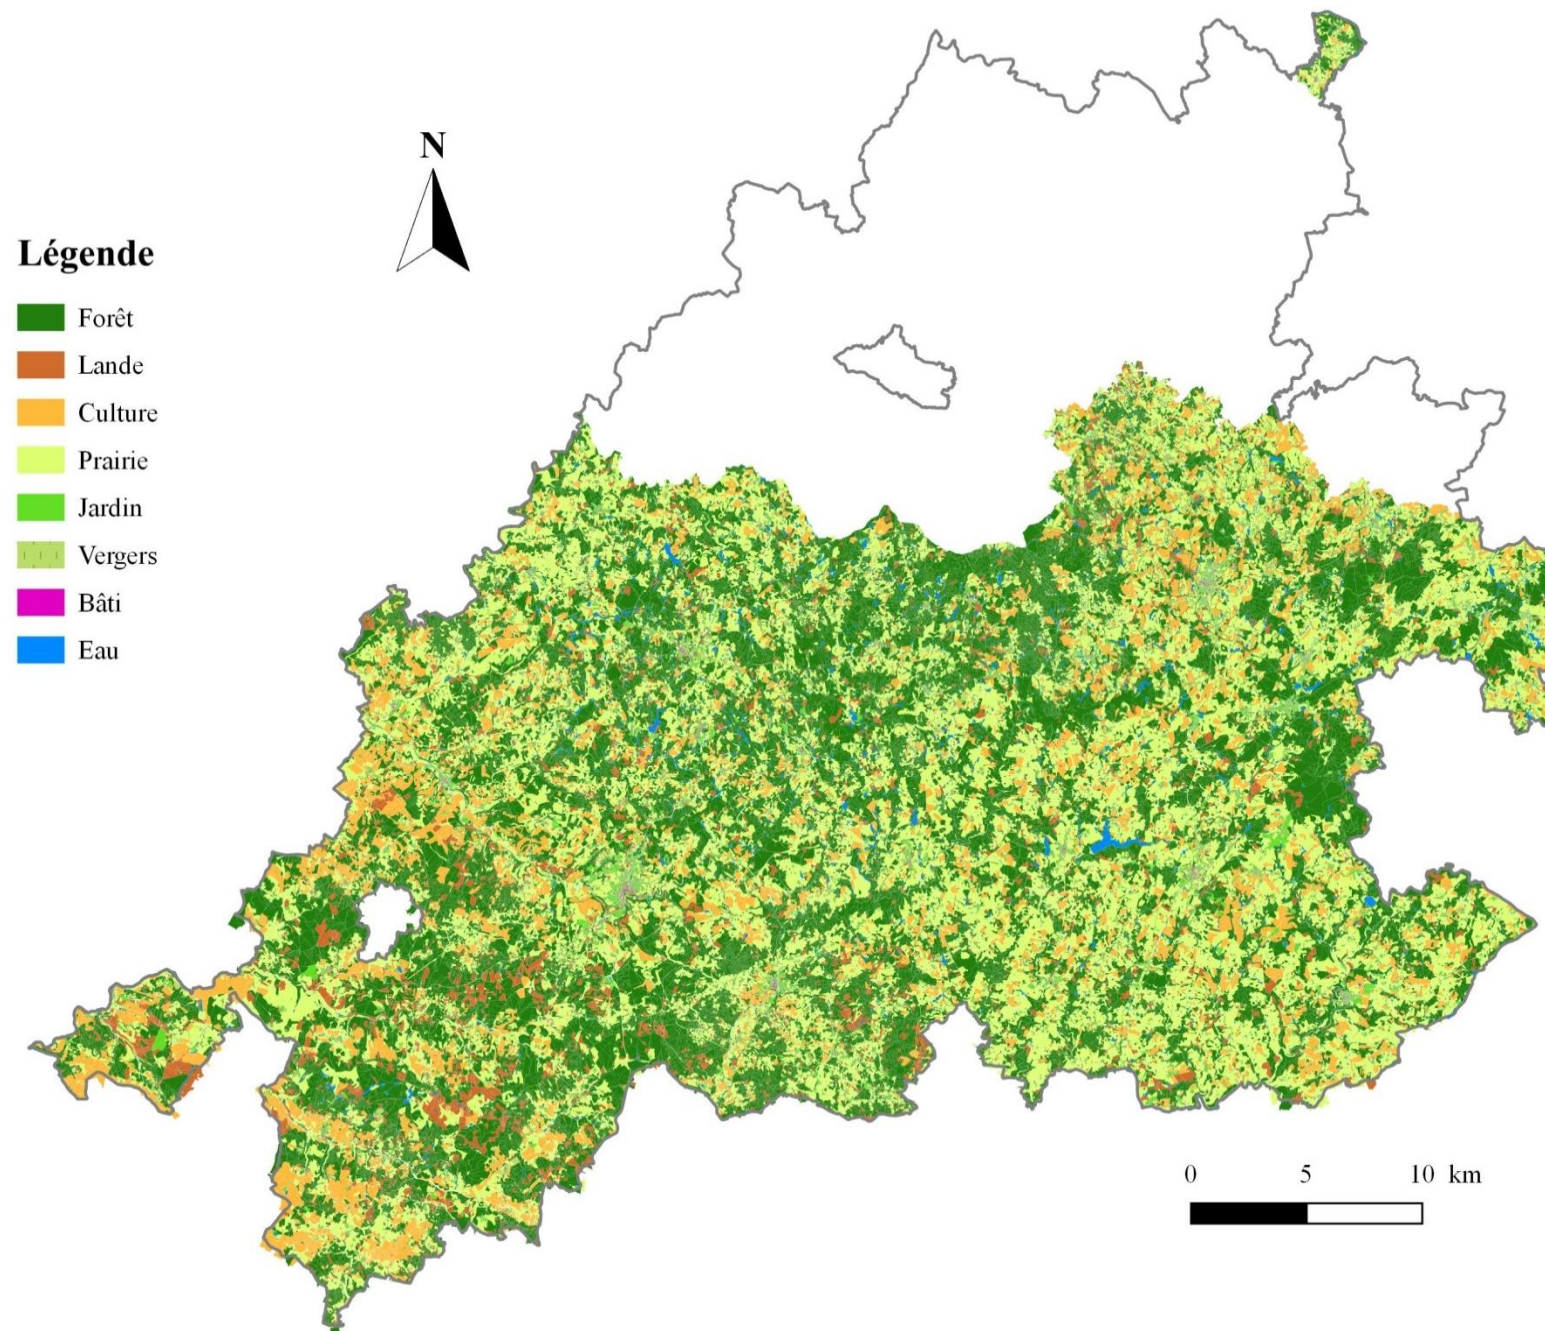 N
Légende
Forêt
Lande
Culture
Prairie
Jardin
Vergers
Bâti
Eau
0 5 10 km